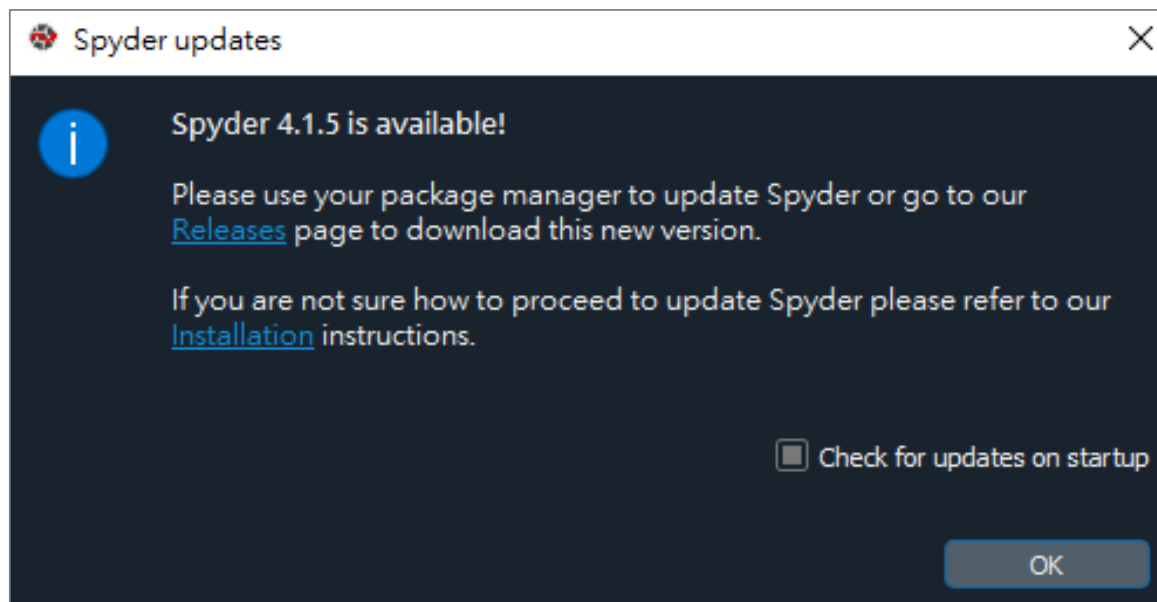 Spyder updates
Spyder 4.1.5 is available!
Please use your package manager to update Spyder or go to our
Releases page to download this new version.
If you are not sure how to proceed to update Spyder please refer to our
Installation instructions.
Check for updates on startup
OK